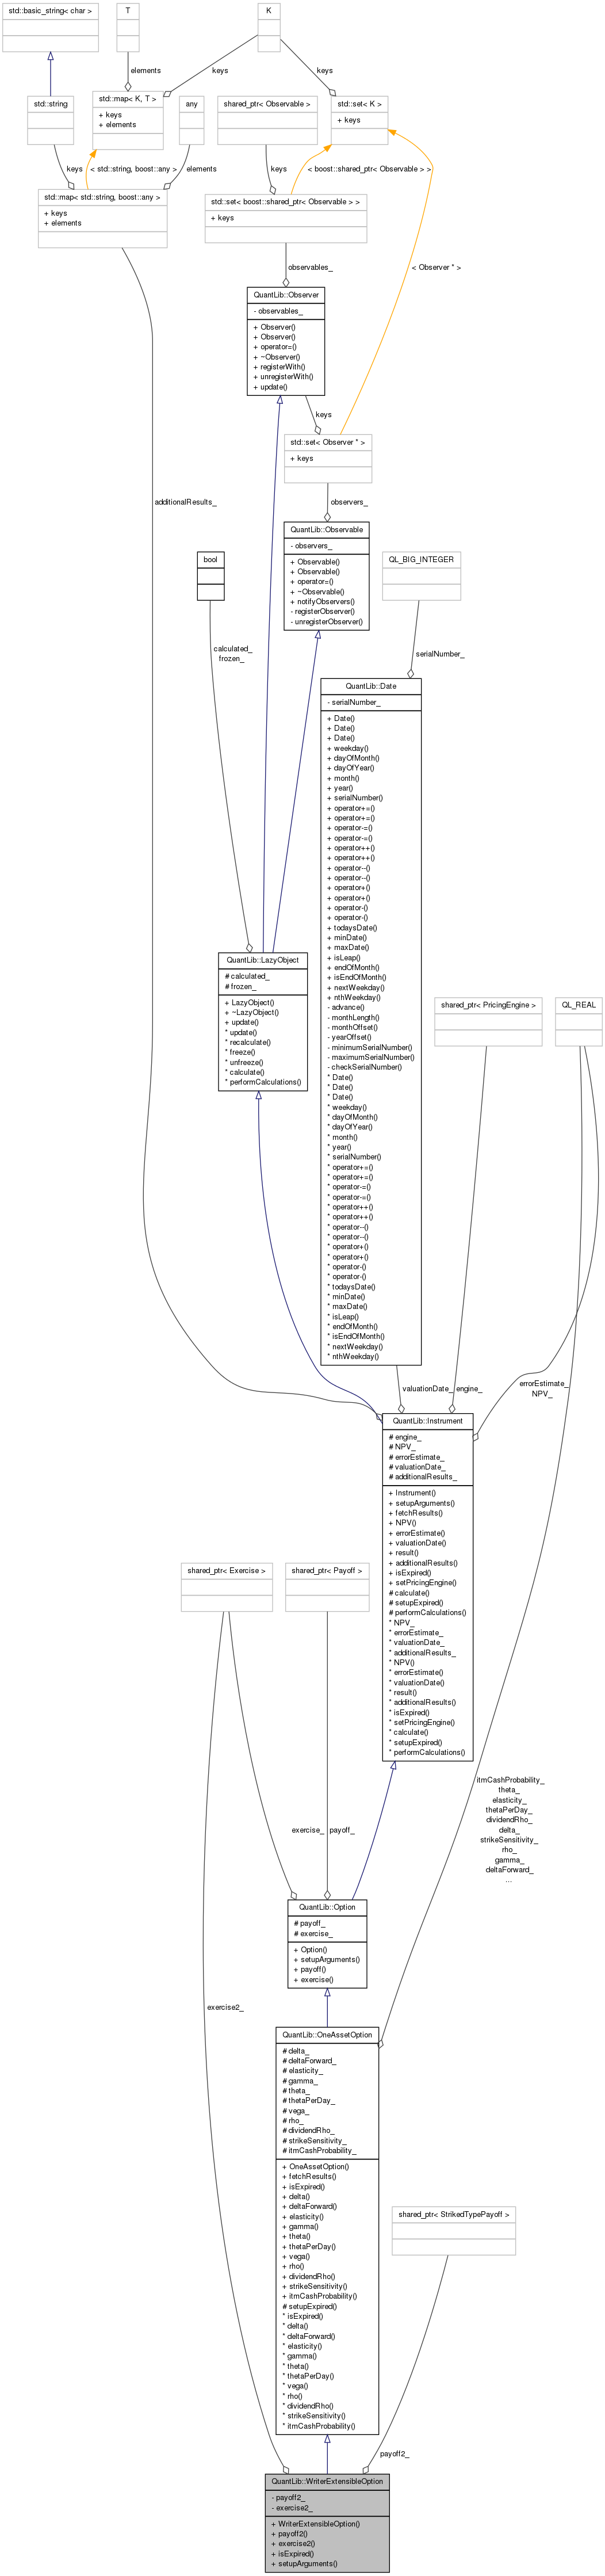 std::basic_string< char >
T
K
elements
keys
keys
std::string
std::map< K, T >
+ keys
+ elements
any
shared_ptr< Observable >
std::set< K >
+ keys
keys
< std::string, boost::any >
elements
keys
< boost::shared_ptr< Observable > >
std::map< std::string, boost::any >
+ keys
+ elements
std::set< boost::shared_ptr< Observable > >
+ keys
observables_
< Observer * >
QuantLib::Observer
- observables_
+ Observer()
+ Observer()
+ operator=()
+ ~Observer()
+ registerWith()
+ unregisterWith()
+ update()
keys
std::set< Observer * >
+ keys
additionalResults_
observers_
QuantLib::Observable
- observers_
+ Observable()
+ Observable()
+ operator=()
+ ~Observable()
+ notifyObservers()
- registerObserver()
- unregisterObserver()
bool
QL_BIG_INTEGER
calculated_
frozen_
serialNumber_
QuantLib::Date
- serialNumber_
+ Date()
+ Date()
+ Date()
+ weekday()
+ dayOfMonth()
+ dayOfYear()
+ month()
+ year()
+ serialNumber()
+ operator+=()
+ operator+=()
+ operator-=()
+ operator-=()
+ operator++()
+ operator++()
+ operator--()
+ operator--()
+ operator+()
+ operator+()
+ operator-()
+ operator-()
+ todaysDate()
+ minDate()
+ maxDate()
+ isLeap()
+ endOfMonth()
+ isEndOfMonth()
+ nextWeekday()
+ nthWeekday()
- advance()
- monthLength()
- monthOffset()
- yearOffset()
- minimumSerialNumber()
- maximumSerialNumber()
- checkSerialNumber()
* Date()
* Date()
* Date()
* weekday()
* dayOfMonth()
* dayOfYear()
* month()
* year()
* serialNumber()
* operator+=()
* operator+=()
* operator-=()
* operator-=()
* operator++()
* operator++()
* operator--()
* operator--()
* operator+()
* operator+()
* operator-()
* operator-()
* todaysDate()
* minDate()
* maxDate()
* isLeap()
* endOfMonth()
* isEndOfMonth()
* nextWeekday()
* nthWeekday()
QuantLib::LazyObject
# calculated_
# frozen_
+ LazyObject()
+ ~LazyObject()
+ update()
* update()
* recalculate()
* freeze()
* unfreeze()
* calculate()
* performCalculations()
shared_ptr< PricingEngine >
QL_REAL
valuationDate_
engine_
errorEstimate_
NPV_
QuantLib::Instrument
# engine_
# NPV_
# errorEstimate_
# valuationDate_
# additionalResults_
+ Instrument()
+ setupArguments()
+ fetchResults()
+ NPV()
+ errorEstimate()
+ valuationDate()
+ result()
+ additionalResults()
+ isExpired()
+ setPricingEngine()
# calculate()
# setupExpired()
# performCalculations()
* NPV_
* errorEstimate_
* valuationDate_
* additionalResults_
* NPV()
* errorEstimate()
* valuationDate()
* result()
* additionalResults()
* isExpired()
* setPricingEngine()
* calculate()
* setupExpired()
* performCalculations()
shared_ptr< Exercise >
shared_ptr< Payoff >
itmCashProbability_
theta_
elasticity_
thetaPerDay_
dividendRho_
delta_
strikeSensitivity_
rho_
gamma_
deltaForward_
...
exercise_
payoff_
QuantLib::Option
# payoff_
# exercise_
+ Option()
+ setupArguments()
+ payoff()
+ exercise()
exercise2_
QuantLib::OneAssetOption
# delta_
# deltaForward_
# elasticity_
# gamma_
# theta_
# thetaPerDay_
# vega_
# rho_
# dividendRho_
# strikeSensitivity_
# itmCashProbability_
+ OneAssetOption()
+ fetchResults()
+ isExpired()
+ delta()
+ deltaForward()
+ elasticity()
+ gamma()
+ theta()
+ thetaPerDay()
+ vega()
+ rho()
+ dividendRho()
+ strikeSensitivity()
+ itmCashProbability()
# setupExpired()
* isExpired()
* delta()
* deltaForward()
* elasticity()
* gamma()
* theta()
* thetaPerDay()
* vega()
* rho()
* dividendRho()
* strikeSensitivity()
* itmCashProbability()
shared_ptr< StrikedTypePayoff >
payoff2_
QuantLib::WriterExtensibleOption
- payoff2_
- exercise2_
+ WriterExtensibleOption()
+ payoff2()
+ exercise2()
+ isExpired()
+ setupArguments()